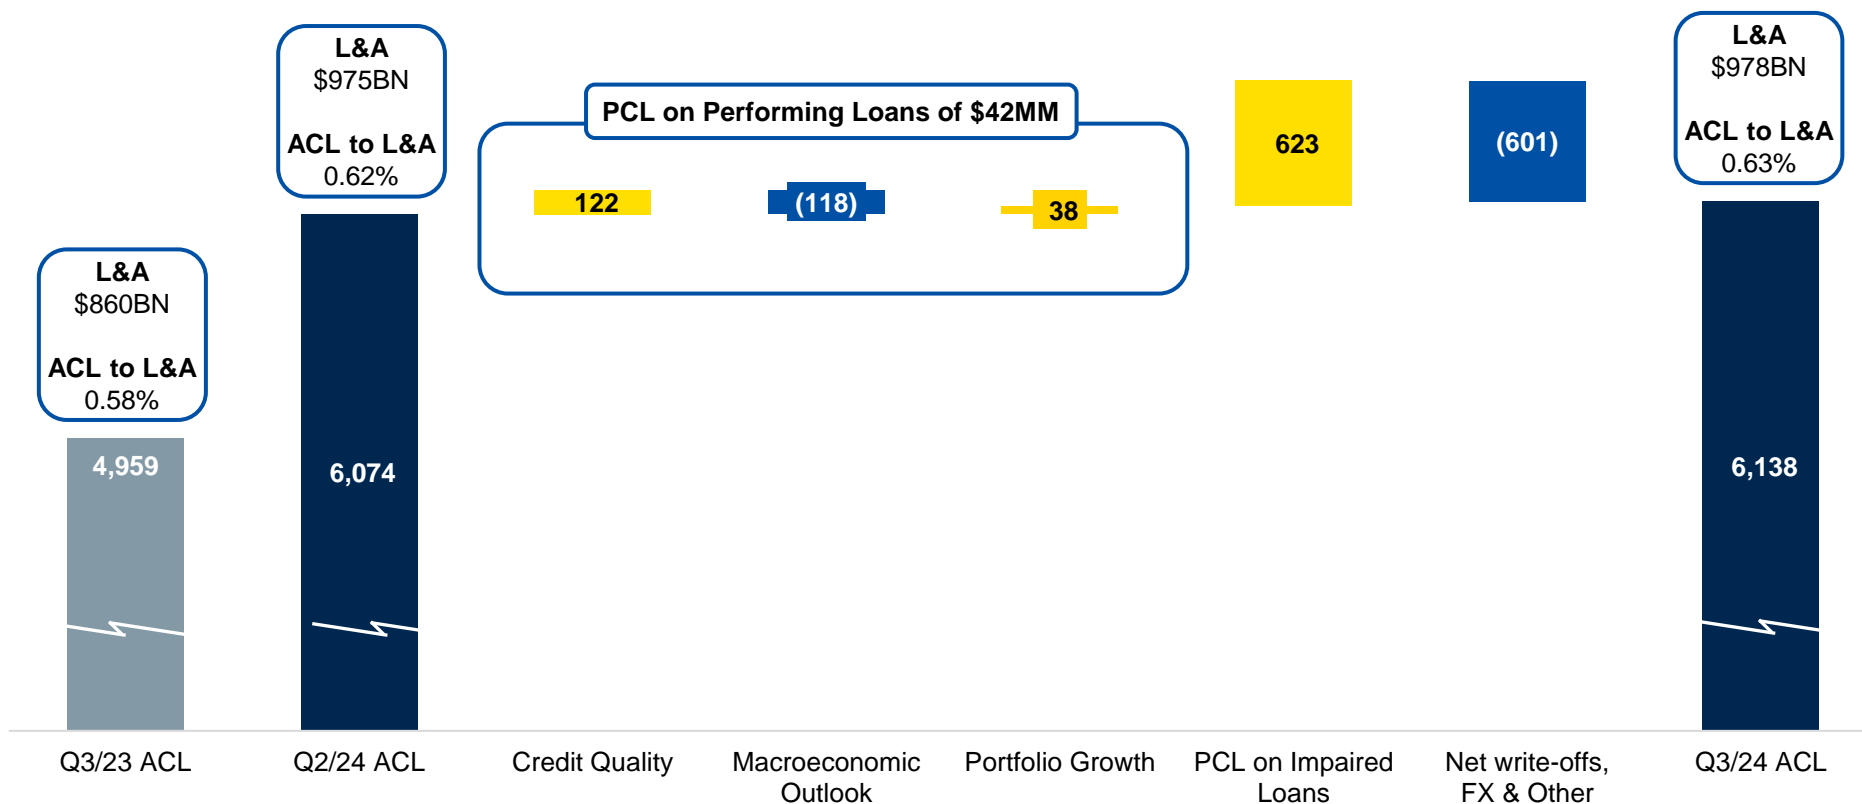 L&A
$860BN
ACL to L&A
0.58%
4,959
L&A
$975BN
ACL to L&A
0.62%
6,074
PCL on Performing Loans of $42MM
122
(118)
38
623
(601)
L&A
$978BN
ACL to L&A
0.63%
6,138
Q3/23 ACL
Q2/24 ACL
Credit Quality
Macroeconomic
Outlook
Portfolio Growth
PCL on Impaired
Loans
Net write-offs,
FX & Other
Q3/24 ACL